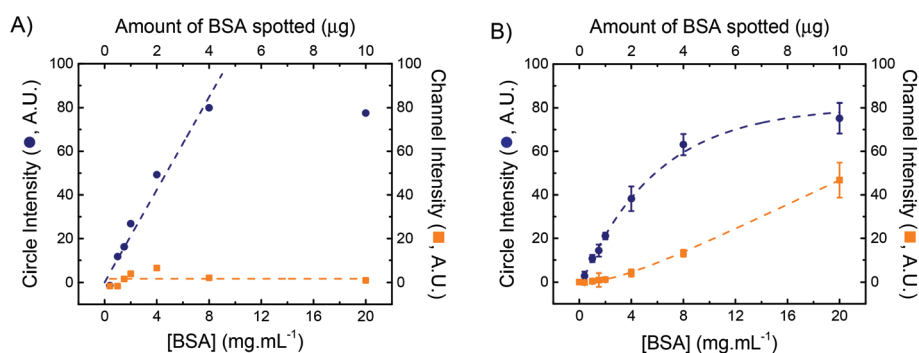 A)
Amount of BSA spotted (μg)
0 2 4 6 8 10
100
80
60
40
20
0
Circle Intensity (●, A.U.)
100
80
60
40
20
0
Channel Intensity (■, A.U.)
0 4 8 12 16 20
[BSA] (mg.mL⁻¹)
B)
Amount of BSA spotted (μg)
0 2 4 6 8 10
100
80
60
40
20
0
Circle Intensity (●, A.U.)
100
80
60
40
20
0
Channel Intensity (■, A.U.)
0 4 8 12 16 20
[BSA] (mg.mL⁻¹)